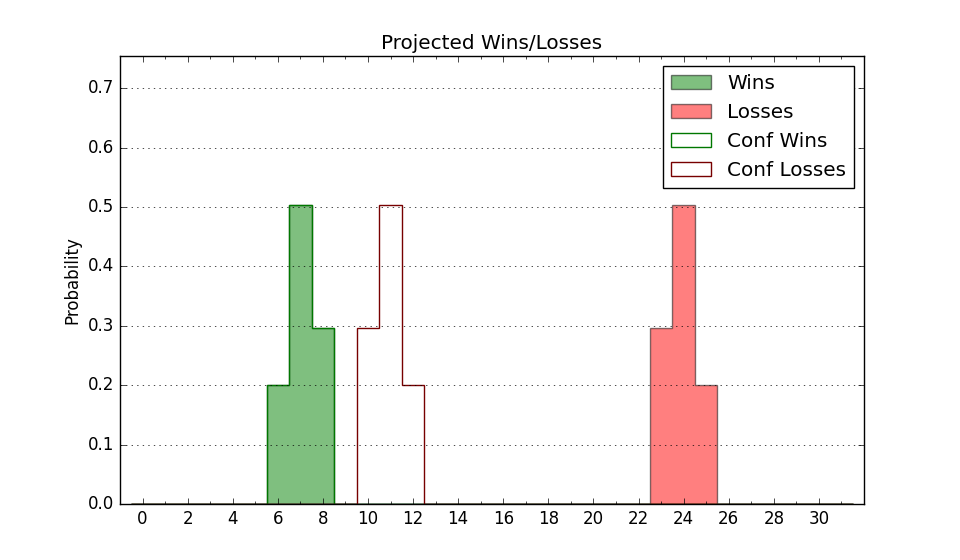 Projected Wins/Losses
Wins
Losses
Conf Wins
Conf Losses
Probability
0.7
0.6
0.5
0.4
0.3
0.2
0.1
0.0
0 2 4 6 8 10 12 14 16 18 20 22 24 26 28 30